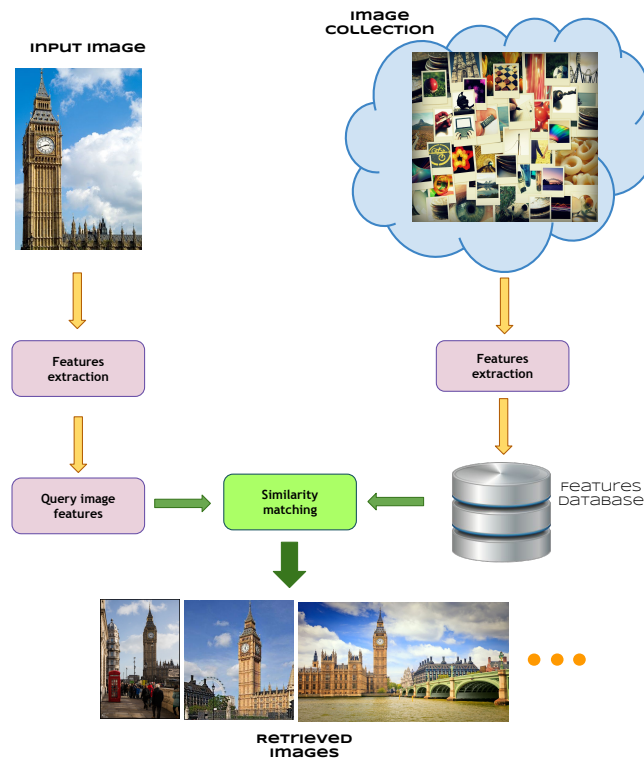 INPUT IMAGE
IMAGE
COLLECTION
Features
extraction
Features
extraction
Query image
features
Similarity
matching
FEATURES
DATABASE
RETRIEVED
IMAGES